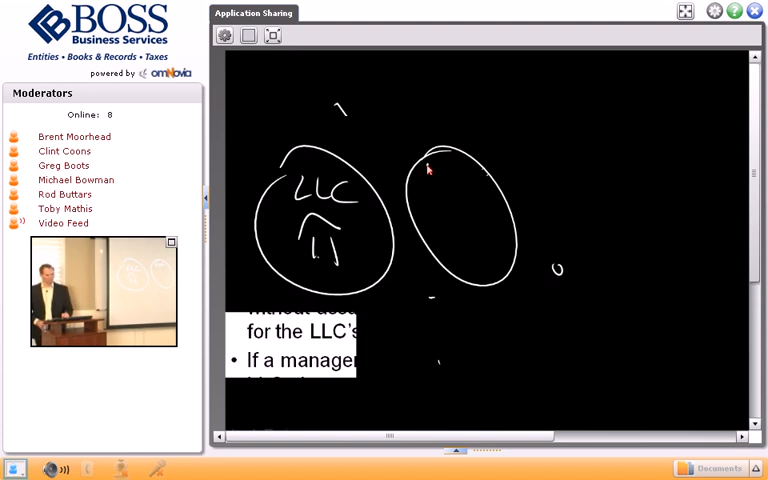 BOSS
Business Services
Entities • Books & Records • Taxes
powered by omNovia
Moderators
Online: 8
Brent Moorhead
Clint Coons
Greg Boots
Michael Bowman
Rod Buttars
Toby Mathis
Video Feed
Application Sharing
LLC
for the LLC's
• If a manager
Documents